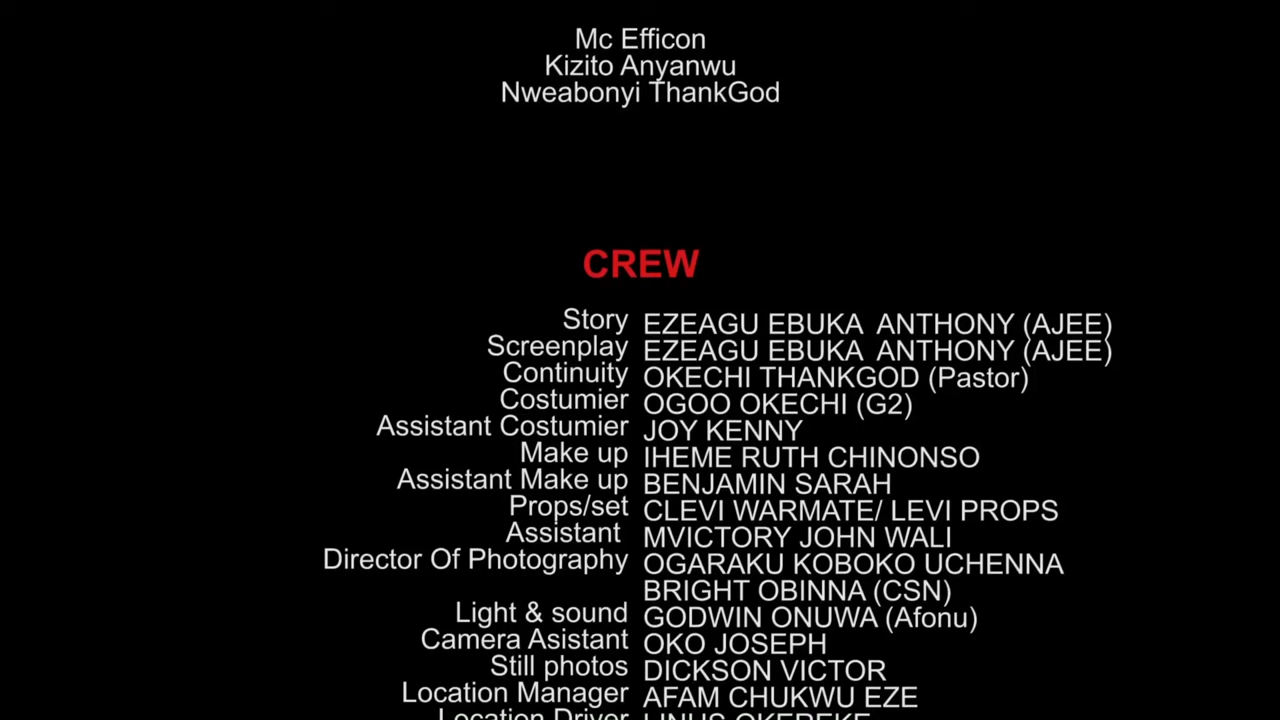 Mc Efficon
Kizito Anyanwu
Nweabonyi ThankGod
CREW
Story EZEAGU EBUKA ANTHONY (AJEE)
Screenplay EZEAGU EBUKA ANTHONY (AJEE)
Continuity OKECHI THANKGOD (Pastor)
Costumier OGOO OKECHI (G2)
Assistant Costumier JOY KENNY
Make up IHEME RUTH CHINONSO
Assistant Make up BENJAMIN SARAH
Props/set CLEVI WARMATE/ LEVI PROPS
Assistant MVICTORY JOHN WALI
Director Of Photography OGARAKU KOBOKO UCHENNA
BRIGHT OBINNA (CSN)
Light & sound GODWIN ONUWA (Afonu)
Camera Asistant OKO JOSEPH
Still photos DICKSON VICTOR
Location Manager AFAM CHUKWU EZE
Location Driver LINUS OKEREKE